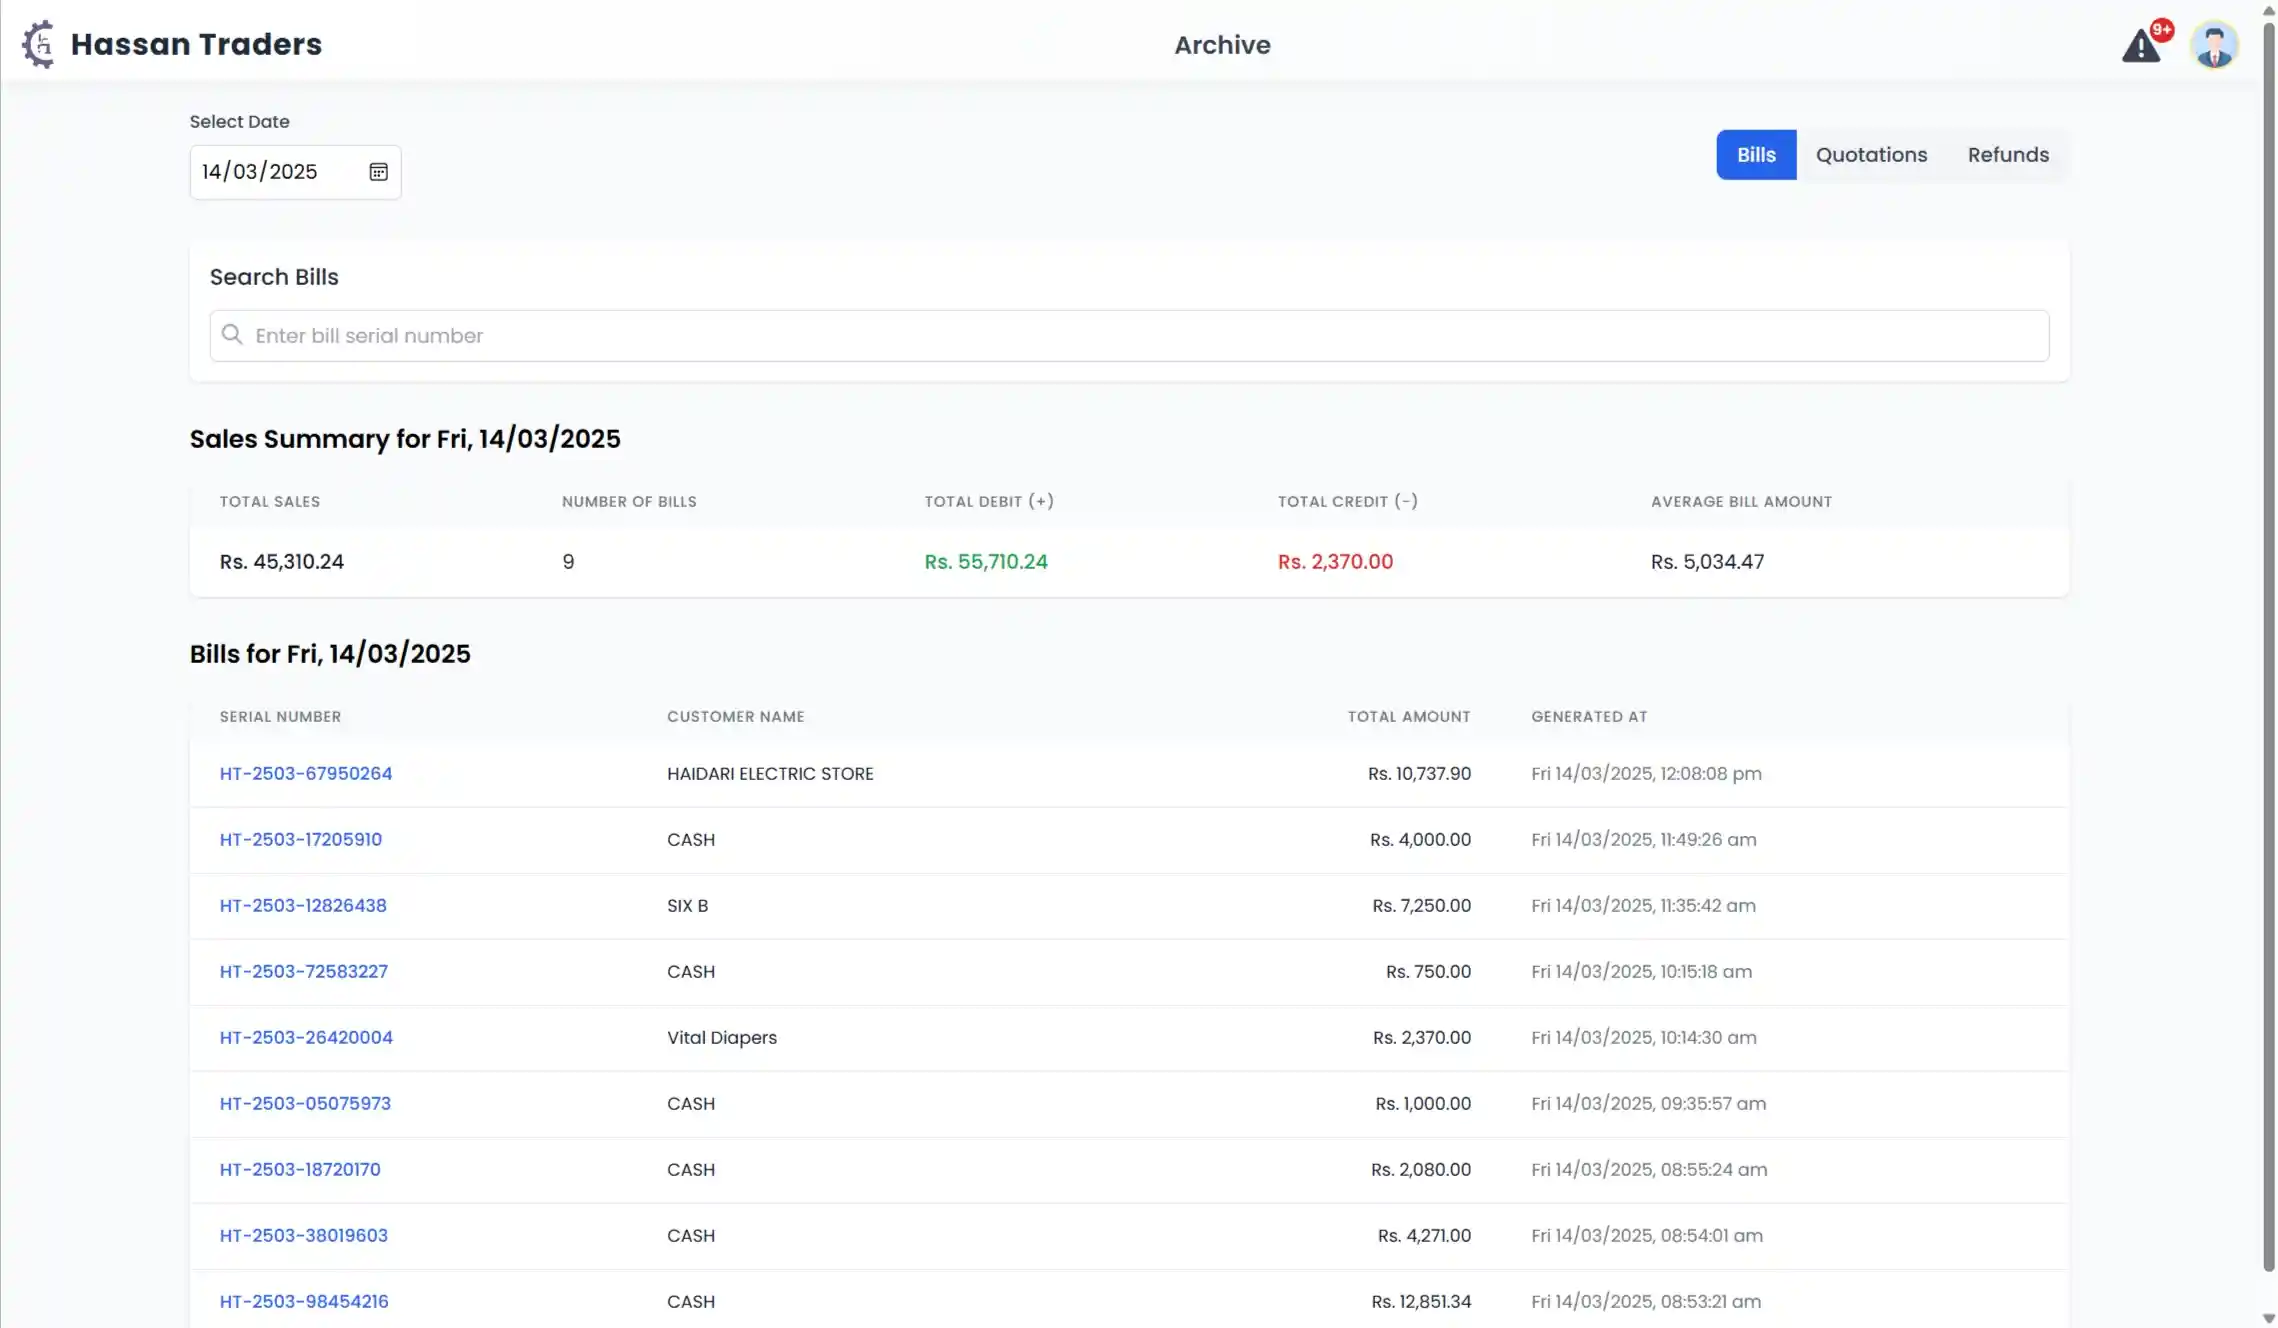 Hassan Traders
Archive
9+
Select Date
14/03/2025
Bills
Quotations
Refunds
Search Bills
Enter bill serial number
Sales Summary for Fri, 14/03/2025
TOTAL SALES NUMBER OF BILLS TOTAL DEBIT (+) TOTAL CREDIT (-) AVERAGE BILL AMOUNT
Rs. 45,310.24 9 Rs. 55,710.24 Rs. 2,370.00 Rs. 5,034.47
Bills for Fri, 14/03/2025
SERIAL NUMBER CUSTOMER NAME TOTAL AMOUNT GENERATED AT
HT-2503-67950264 HAIDARI ELECTRIC STORE Rs. 10,737.90 Fri 14/03/2025, 12:08:08 pm
HT-2503-17205910 CASH Rs. 4,000.00 Fri 14/03/2025, 11:49:26 am
HT-2503-12826438 SIX B Rs. 7,250.00 Fri 14/03/2025, 11:35:42 am
HT-2503-72583227 CASH Rs. 750.00 Fri 14/03/2025, 10:15:18 am
HT-2503-26420004 Vital Diapers Rs. 2,370.00 Fri 14/03/2025, 10:14:30 am
HT-2503-05075973 CASH Rs. 1,000.00 Fri 14/03/2025, 09:35:57 am
HT-2503-18720170 CASH Rs. 2,080.00 Fri 14/03/2025, 08:55:24 am
HT-2503-38019603 CASH Rs. 4,271.00 Fri 14/03/2025, 08:54:01 am
HT-2503-98454216 CASH Rs. 12,851.34 Fri 14/03/2025, 08:53:21 am